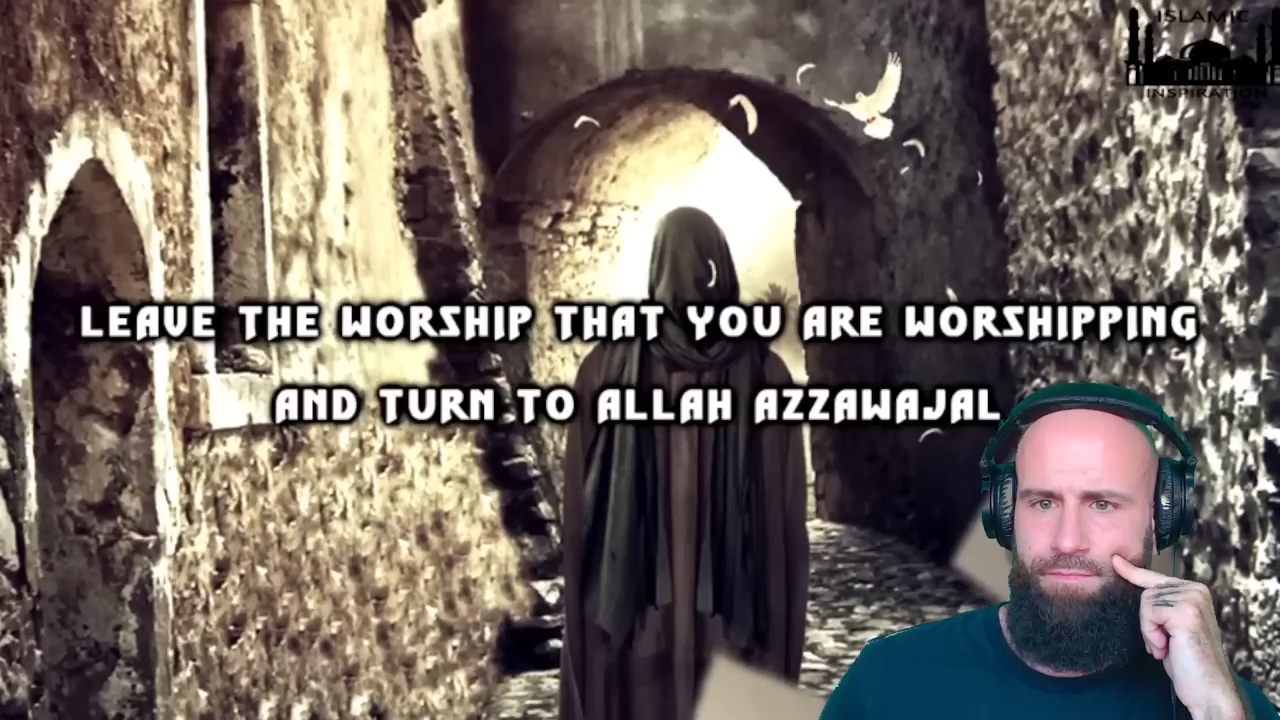 ISLAMIC
INSPIRATION
LEAVE THE WORSHIP THAT YOU ARE WORSHIPPING
AND TURN TO ALLAH AZZAWAJAL